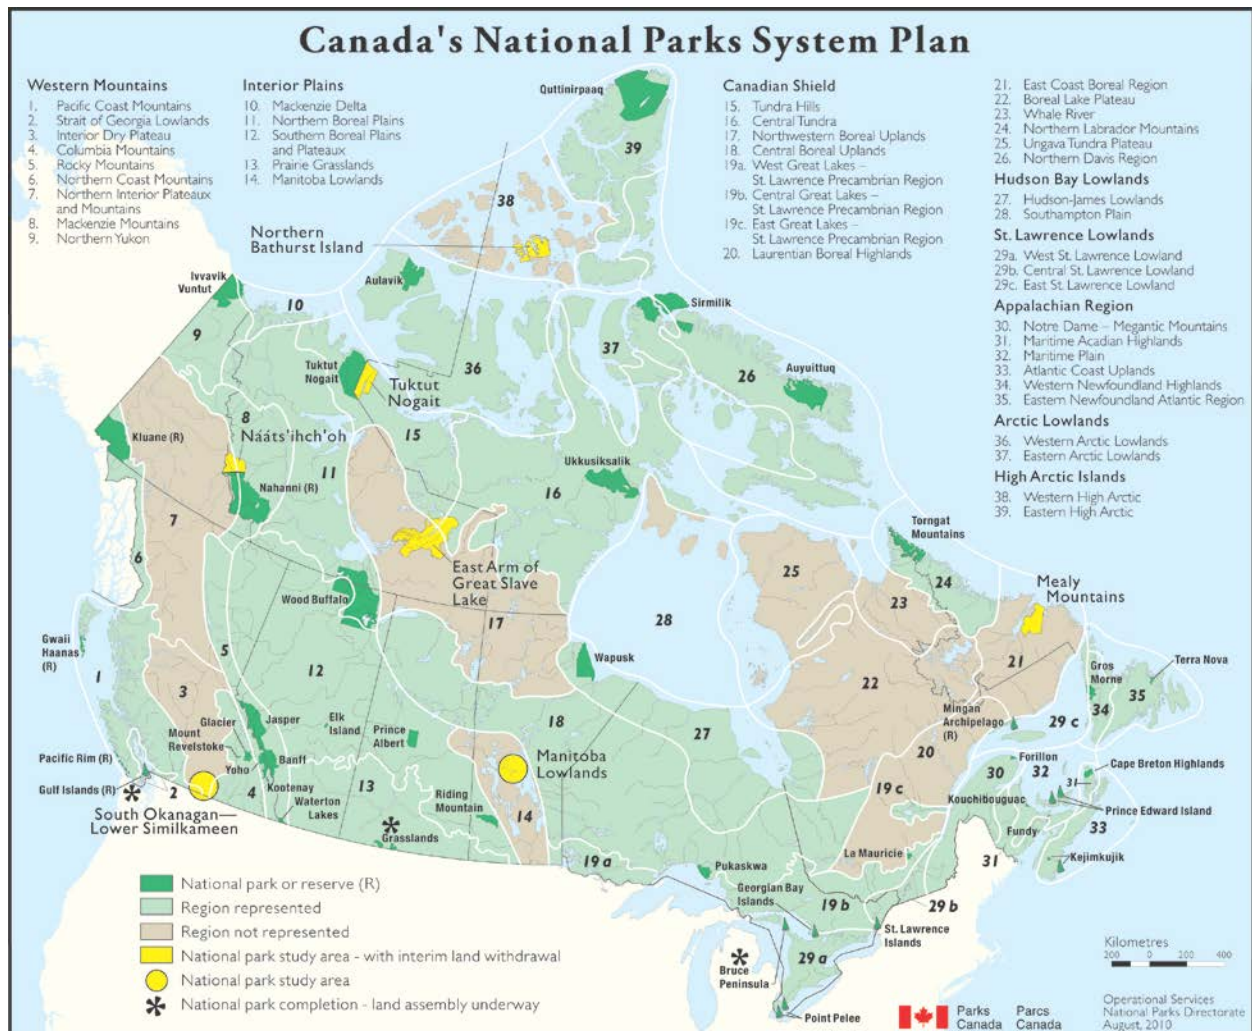 Canada's National Parks System Plan
Western Mountains
1. Pacific Coast Mountains
2. Strait of Georgia Lowlands
3. Interior Dry Plateau
4. Columbia Mountains
5. Rocky Mountains
6. Northern Coast Mountains
7. Northern Interior Plateaux
and Mountains
8. Mackenzie Mountains
9. Northern Yukon
Interior Plains
10. Mackenzie Delta
11. Northern Boreal Plains
12. Southern Boreal Plains
and Plateaux
13. Prairie Grasslands
14. Manitoba Lowlands
Canadian Shield
15. Tundra Hills
16. Central Tundra
17. Northwestern Boreal Uplands
18. Central Boreal Uplands
19a. West Great Lakes –
St. Lawrence Precambrian Region
19b. Central Great Lakes –
St. Lawrence Precambrian Region
19c. East Great Lakes –
St. Lawrence Precambrian Region
20. Laurentian Boreal Highlands
21. East Coast Boreal Region
22. Boreal Lake Plateau
23. Whale River
24. Northern Labrador Mountains
25. Ungava Tundra Plateau
26. Northern Davis Region
Hudson Bay Lowlands
27. Hudson-James Lowlands
28. Southampton Plain
St. Lawrence Lowlands
29a. West St. Lawrence Lowland
29b. Central St. Lawrence Lowland
29c. East St. Lawrence Lowland
Appalachian Region
30. Notre Dame – Megantic Mountains
31. Maritime Acadian Highlands
32. Maritime Plain
33. Atlantic Coast Uplands
34. Western Newfoundland Highlands
35. Eastern Newfoundland Atlantic Region
Arctic Lowlands
36. Western Arctic Lowlands
37. Eastern Arctic Lowlands
High Arctic Islands
38. Western High Arctic
39. Eastern High Arctic
Quttinirpaaq
39
38
Northern
Bathurst Island
Ivvavik
Vuntut
Aulavik
10
Sirmilik
9
37
Tuktut
Nogait
36
26
Auyuittuq
Tuktut
Nogait
8
15
Kluane (R)
Nááts'ihch'oh
Ukkusiksalik
11
16
Nahanni (R)
7
Torngat
Mountains
6
East Arm of
Great Slave
Lake
25
24
Mealy
Mountains
Wood Buffalo
23
17
28
Gwaii
Haanas
(R)
5
Wapusk
21
1
12
22
Gros
Morne
Terra Nova
3
35
34
Mingan
Archipelago
(R)
29 c
Glacier
Jasper
Elk
Island
Prince
Albert
18
27
Mount
Revelstoke
20
Pacific Rim (R)
Yoho
Banff
Manitoba
Lowlands
Forillon
30
32
Cape Breton Highlands
31
Gulf Islands (R)
2
4
Kootenay
13
19 c
Kouchibouguac
Prince Edward Island
South Okanagan—
Lower Similkameen
Waterton
Lakes
Riding
Mountain
14
Grasslands
Fundy
33
La Mauricie
Kejimkujik
19 a
31
Pukaskwa
Georgian Bay
Islands
19 b
29 b
St. Lawrence
Islands
29 a
Bruce
Peninsula
Point Pelee
National park or reserve (R)
Region represented
Region not represented
National park study area - with interim land withdrawal
National park study area
National park completion - land assembly underway
Kilometres
200 0 200 400
Parks
Canada
Parcs
Canada
Operational Services
National Parks Directorate
August, 2010